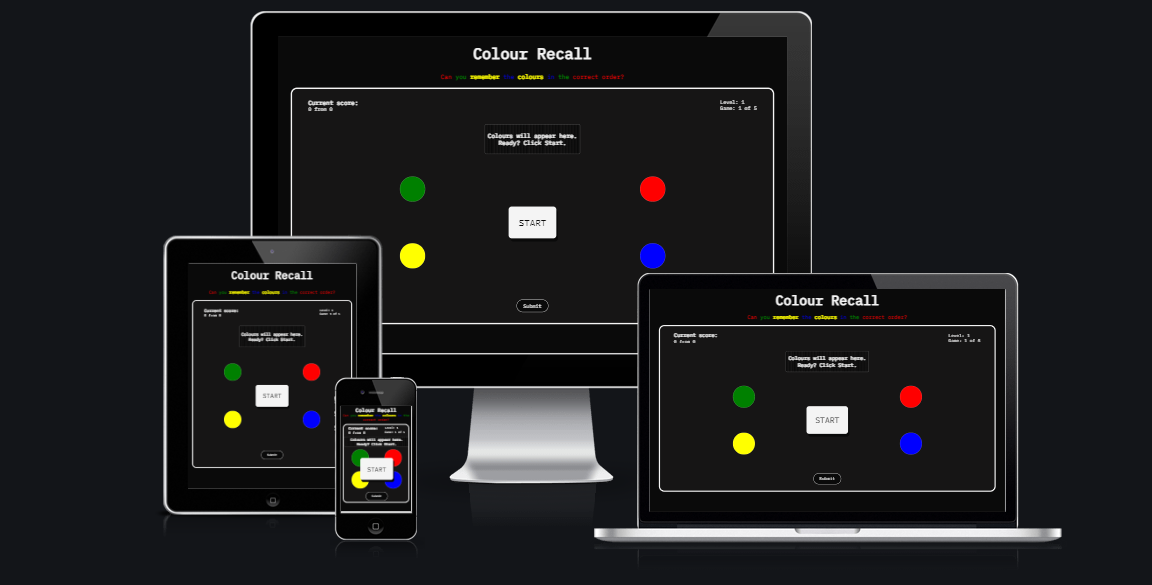 Colour Recall
Can you remember the colours in the correct order?
Current score:
0 from 0
Level: 1
Game: 1 of 5
Colours will appear here.
Ready? Click Start.
START
Submit
Colour Recall
Can you remember the colours in the correct order?
Current score:
0 from 0
Level: 1
Game: 1 of 5
Colours will appear here.
Ready? Click Start.
START
Submit
Colour Recall
Current score:
0 from 0
Level: 1
Game: 1 of 5
Colours will appear here.
Ready? Click Start.
START
Submit
Colour Recall
Can you remember the colours in the correct order?
Current score:
0 from 0
Level: 1
Game: 1 of 5
Colours will appear here.
Ready? Click Start.
START
Submit